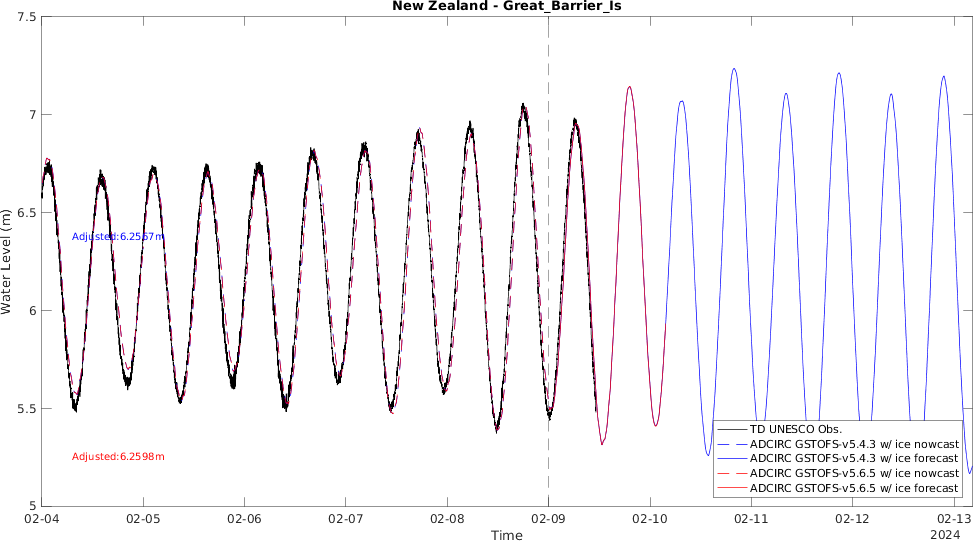 New Zealand - Great_Barrier_Is
7.5
7
6.5
6
5.5
5
Water Level (m)
Adjusted:6.2567m
Adjusted:6.2598m
TD UNESCO Obs.
ADCIRC GSTOFS-v5.4.3 w/ ice nowcast
ADCIRC GSTOFS-v5.4.3 w/ ice forecast
ADCIRC GSTOFS-v5.6.5 w/ ice nowcast
ADCIRC GSTOFS-v5.6.5 w/ ice forecast
02-04 02-05 02-06 02-07 02-08 02-09 02-10 02-11 02-12 02-13
Time
2024